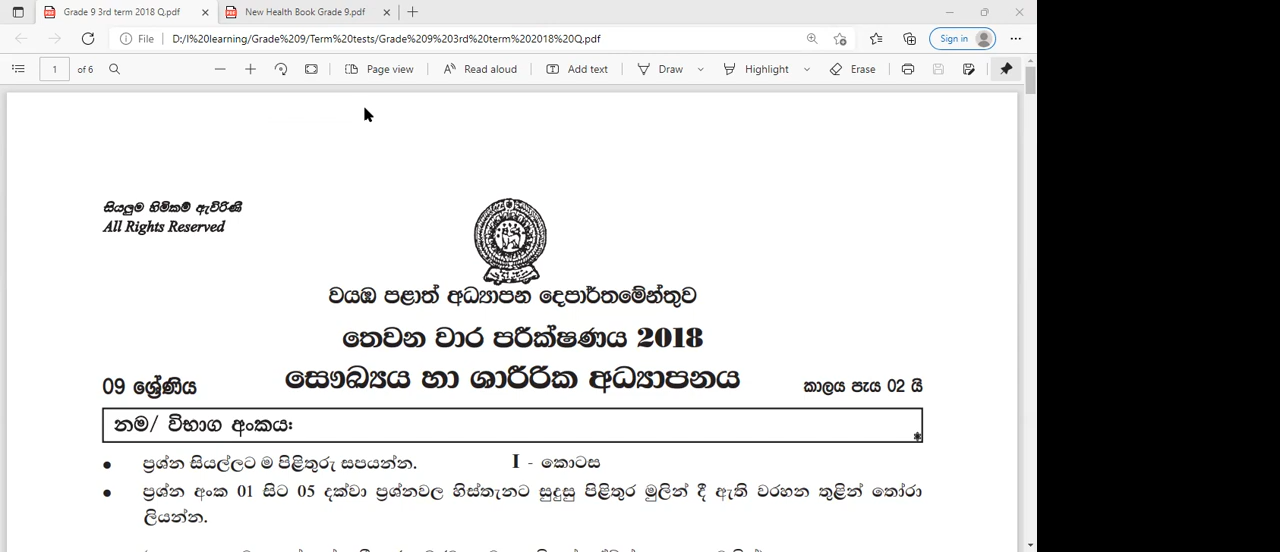 Grade 9 3rd term 2018 Q.pdf
New Health Book Grade 9.pdf
File
D:/I%20learning/Grade%209/Term%20tests/Grade%209%203rd%20term%202018%20Q.pdf
Sign in
1 of 6
Page view
Read aloud
Add text
Draw
Highlight
Erase
සියලුම හිමිකම් ඇවිරිණි
All Rights Reserved
වයඹ පළාත් අධ්‍යාපන දෙපාර්තමේන්තුව
තෙවන වාර පරීක්ෂණය 2018
09 ශ්‍රේණිය
සෞඛ්‍යය හා ශාරීරික අධ්‍යාපනය
කාලය පැය 02 යි
නම/ විභාග අංකය:
• ප්‍රශ්න සියල්ලට ම පිළිතුරු සපයන්න. I - කොටස
• ප්‍රශ්න අංක 01 සිට 05 දක්වා ප්‍රශ්නවල හිස්තැනට සුදුසු පිළිතුර මුලින් දී ඇති වරහන තුළින් තෝරා
ලියන්න.